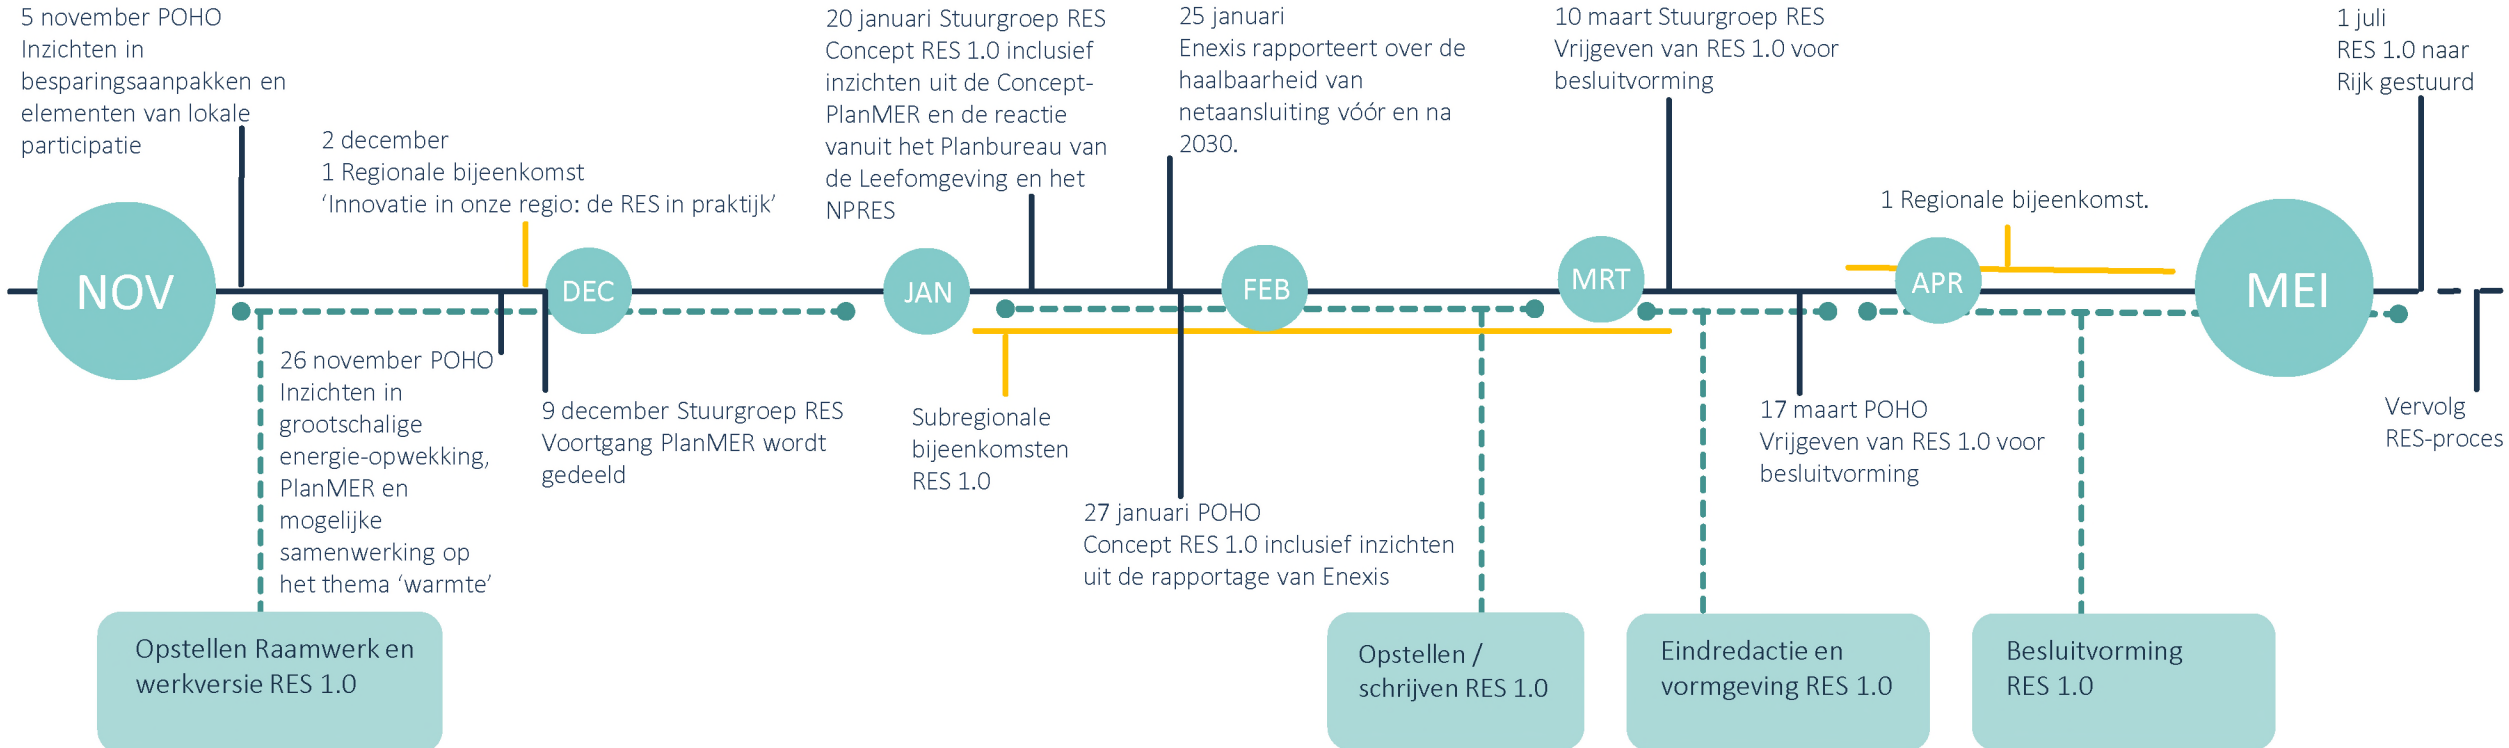 5 november POHO
Inzichten in
besparingsaanpakken en
elementen van lokale
participatie
2 december
1 Regionale bijeenkomst
‘Innovatie in onze regio: de RES in praktijk’
20 januari Stuurgroep RES
Concept RES 1.0 inclusief
inzichten uit de Concept-
PlanMER en de reactie
vanuit het Planbureau van
de Leefomgeving en het
NPRES
25 januari
Enexis rapporteert over de
haalbaarheid van
netaansluiting vóór en na
2030.
10 maart Stuurgroep RES
Vrijgeven van RES 1.0 voor
besluitvorming
1 Regionale bijeenkomst.
1 juli
RES 1.0 naar
Rijk gestuurd
NOV
DEC
JAN
FEB
MRT
APR
MEI
26 november POHO
Inzichten in
grootschalige
energie-opwekking,
PlanMER en
mogelijke
samenwerking op
het thema ‘warmte’
9 december Stuurgroep RES
Voortgang PlanMER wordt
gedeeld
Subregionale
bijeenkomsten
RES 1.0
27 januari POHO
Concept RES 1.0 inclusief inzichten
uit de rapportage van Enexis
17 maart POHO
Vrijgeven van RES 1.0 voor
besluitvorming
Vervolg
RES-proces
Opstellen Raamwerk en
werkversie RES 1.0
Opstellen /
schrijven RES 1.0
Eindredactie en
vormgeving RES 1.0
Besluitvorming
RES 1.0